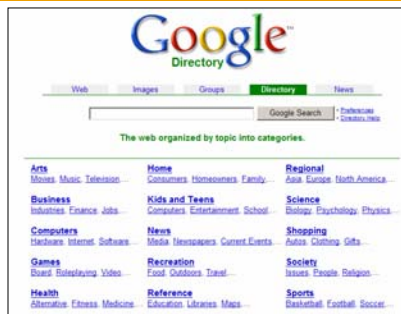 Google™
Directory
Web Images Groups Directory News
Google Search • Preferences
• Directory Help
The web organized by topic into categories.
Arts Home Regional
Movies, Music, Television,... Consumers, Homeowners, Family,... Asia, Europe, North America,...
Business Kids and Teens Science
Industries, Finance, Jobs,... Computers, Entertainment, School,... Biology, Psychology, Physics,...
Computers News Shopping
Hardware, Internet, Software,... Media, Newspapers, Current Events,... Autos, Clothing, Gifts,...
Games Recreation Society
Board, Roleplaying, Video,... Food, Outdoors, Travel,... Issues, People, Religion,...
Health Reference Sports
Alternative, Fitness, Medicine,... Education, Libraries, Maps,... Basketball, Football, Soccer,...